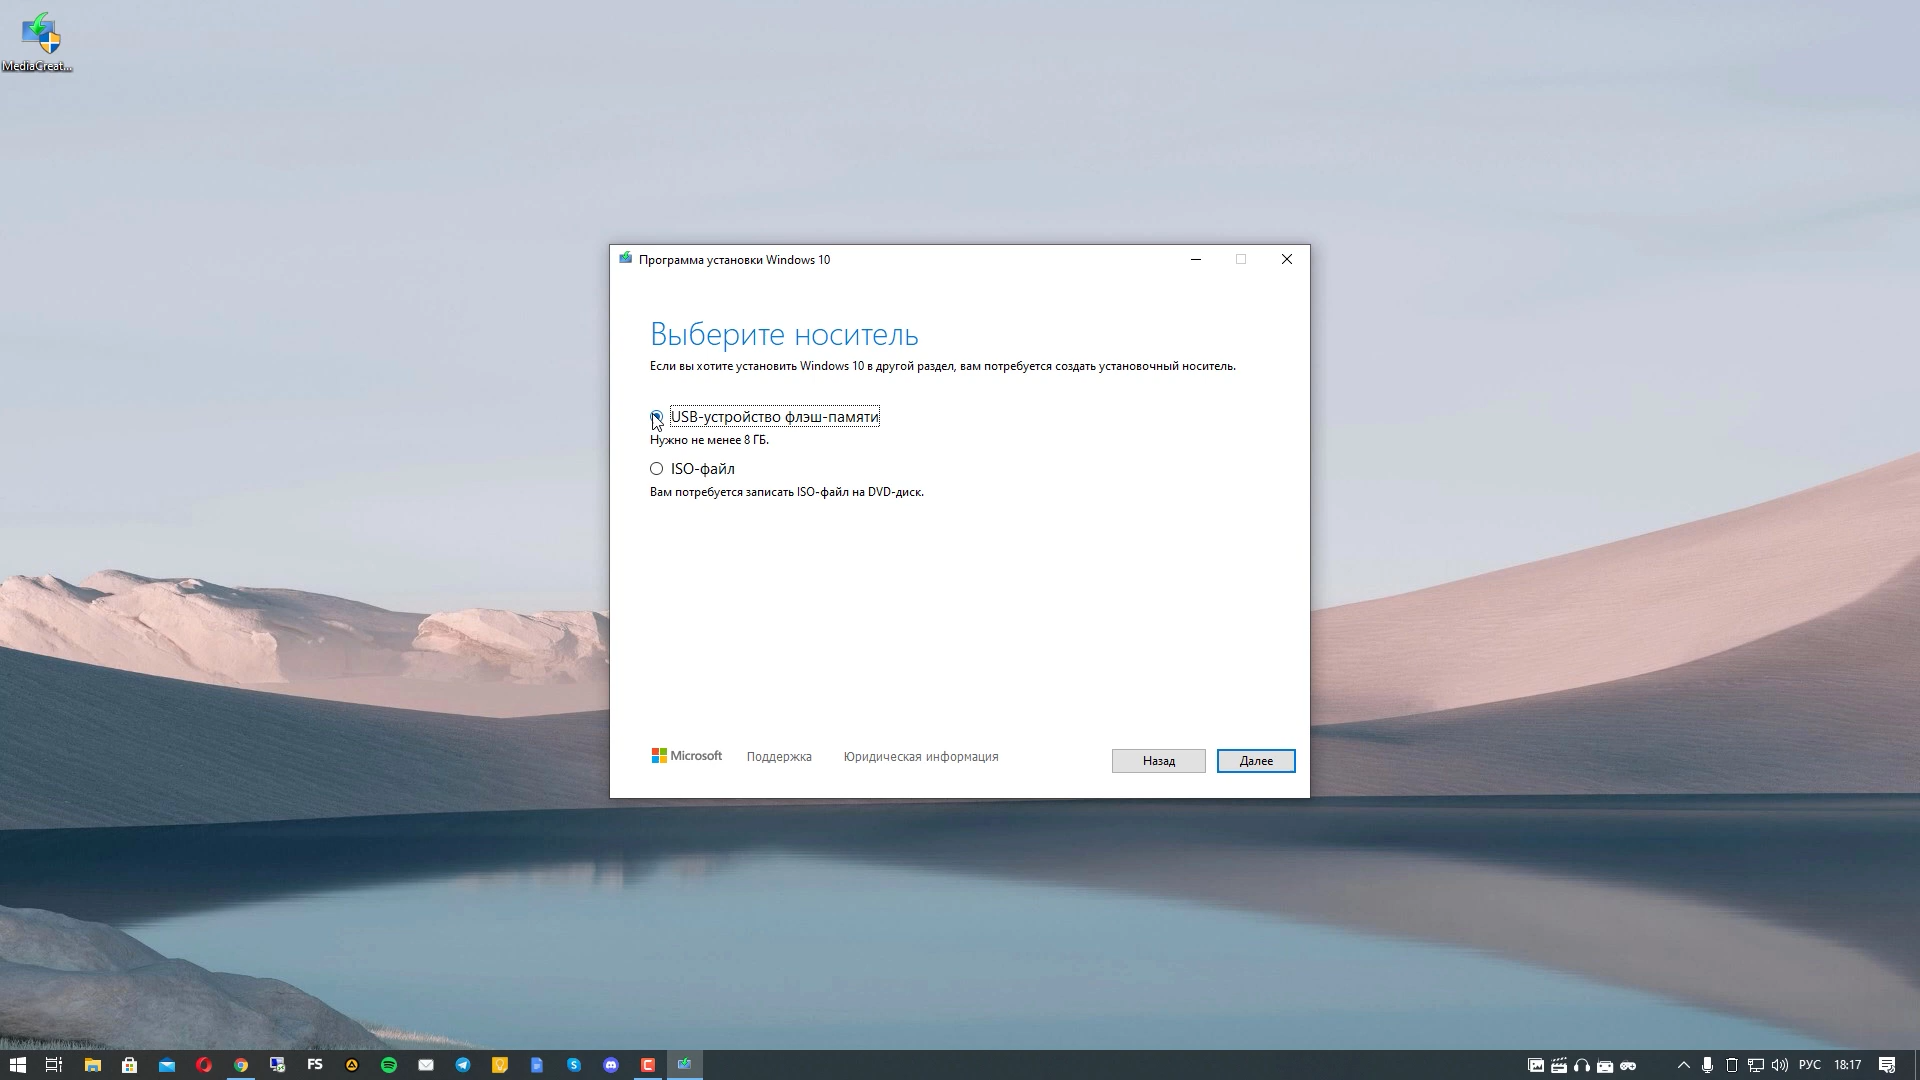 MediaCreat...
Программа установки Windows 10
Выберите носитель
Если вы хотите установить Windows 10 в другой раздел, вам потребуется создать установочный носитель.
USB-устройство флэш-памяти
Нужно не менее 8 ГБ.
ISO-файл
Вам потребуется записать ISO-файл на DVD-диск.
Microsoft
Поддержка
Юридическая информация
Назад
Далее
FS
РУС
18:17